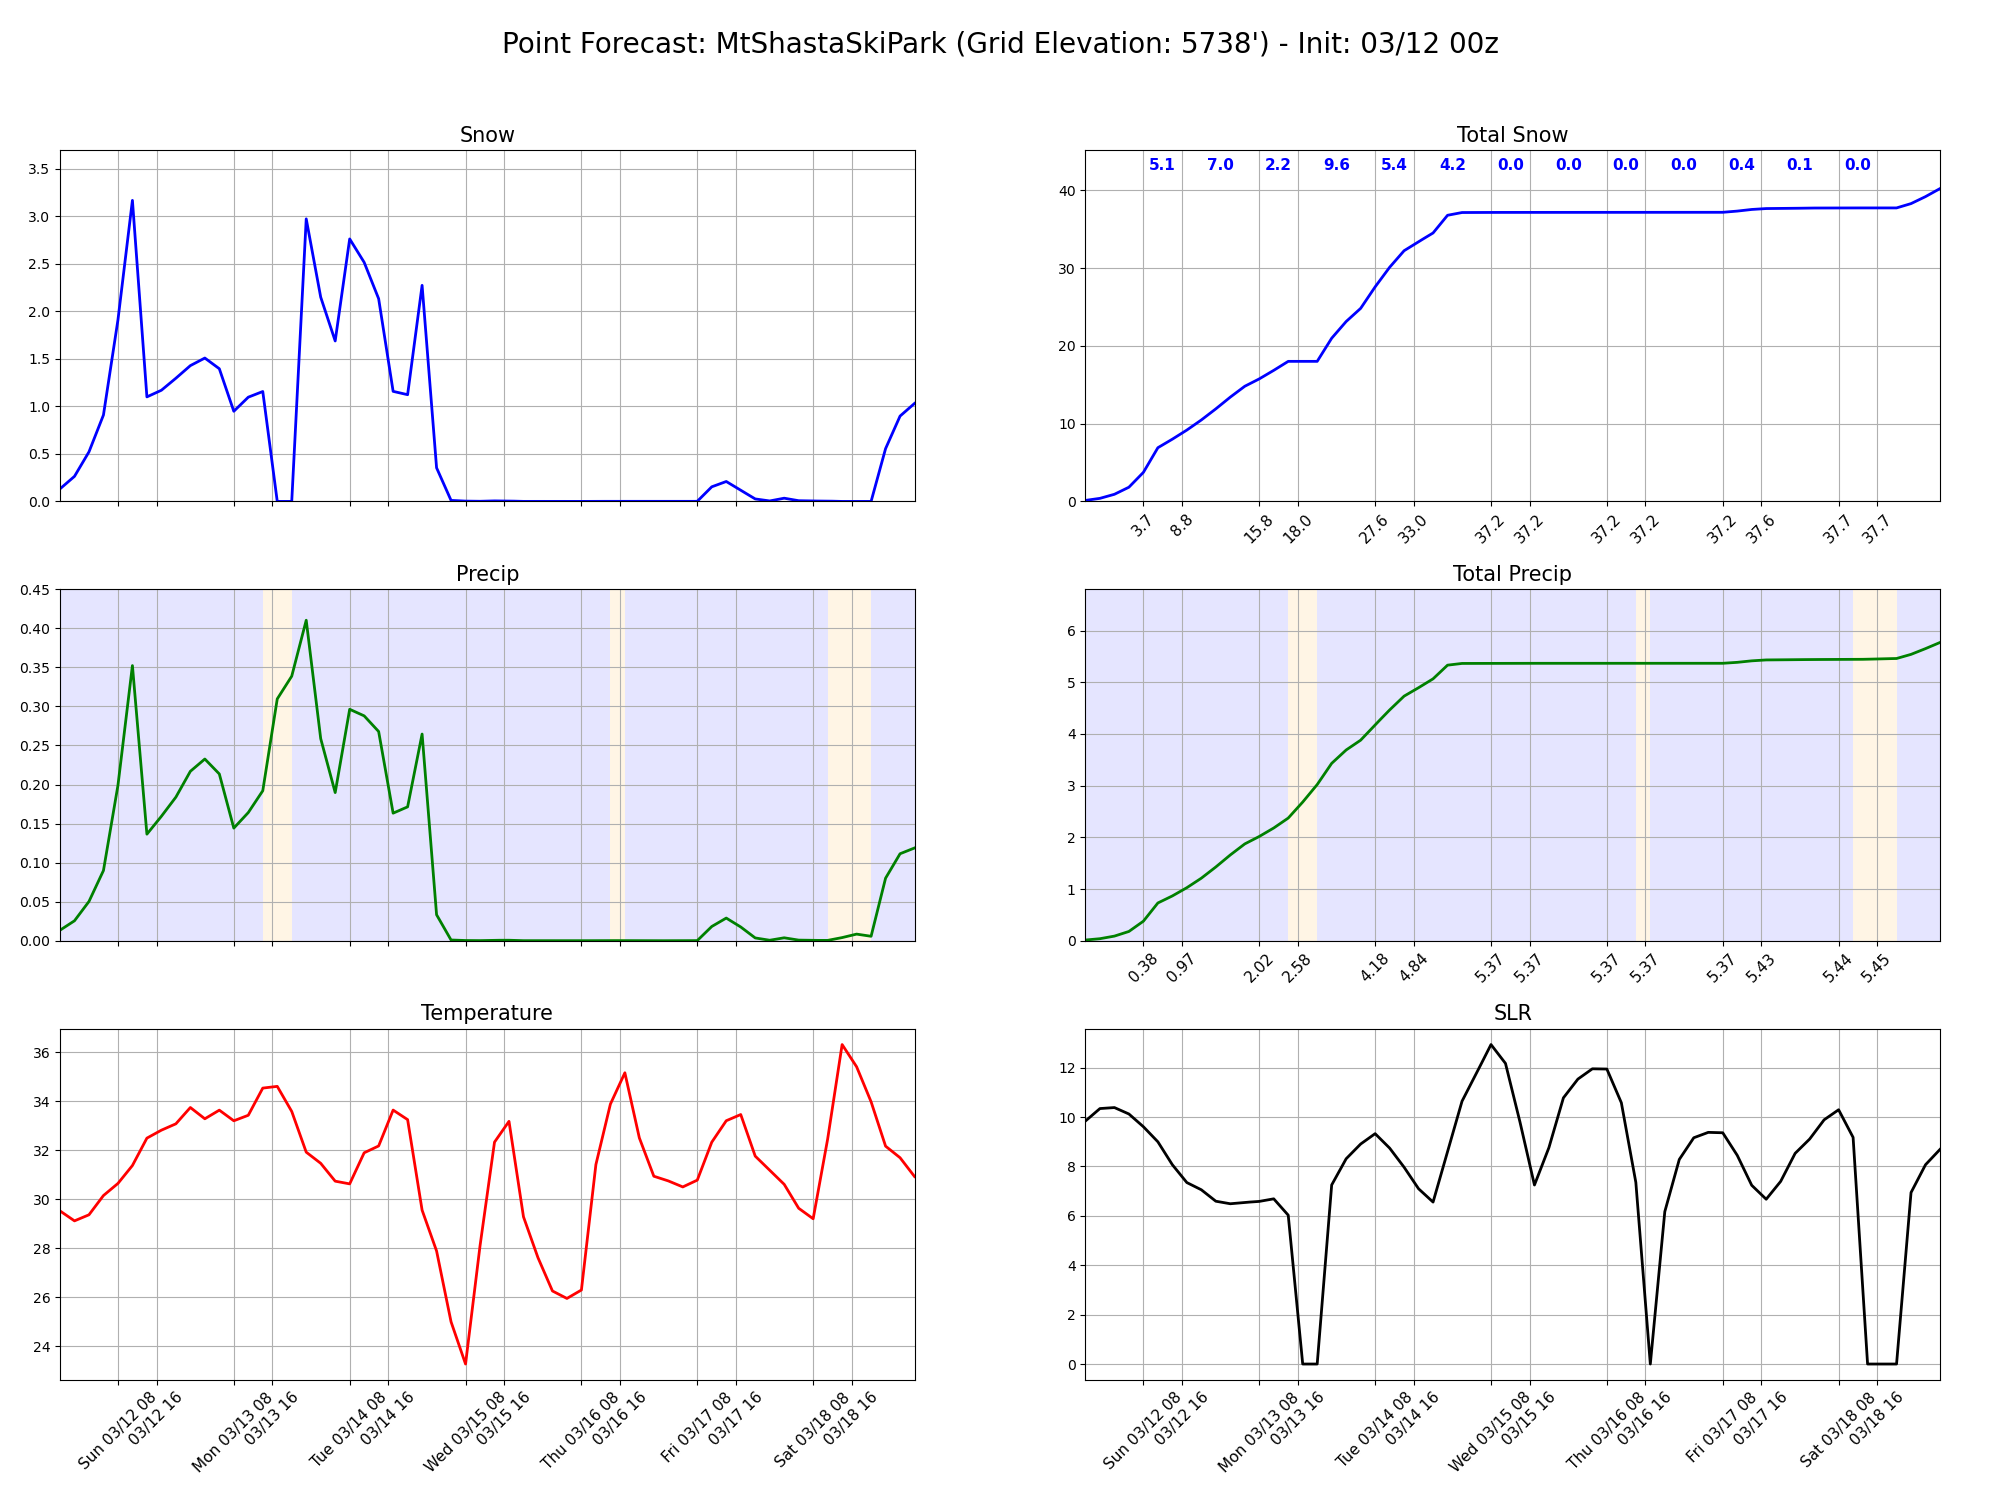 Point Forecast: MtShastaSkiPark (Grid Elevation: 5738') - Init: 03/12 00z
Snow
3.5
3.0
2.5
2.0
1.5
1.0
0.5
0.0
Total Snow
5.1 7.0 2.2 9.6 5.4 4.2 0.0 0.0 0.0 0.0 0.4 0.1 0.0
40
30
20
10
0
3.7 8.8 15.8 18.0 27.6 33.0 37.2 37.2 37.2 37.2 37.2 37.6 37.7 37.7
Precip
0.45
0.40
0.35
0.30
0.25
0.20
0.15
0.10
0.05
0.00
Total Precip
6
5
4
3
2
1
0
0.38 0.97 2.02 2.58 4.18 4.84 5.37 5.37 5.37 5.37 5.37 5.43 5.44 5.45
Temperature
36
34
32
30
28
26
24
Sun 03/12 08
03/12 16
Mon 03/13 08
03/13 16
Tue 03/14 08
03/14 16
Wed 03/15 08
03/15 16
Thu 03/16 08
03/16 16
Fri 03/17 08
03/17 16
Sat 03/18 08
03/18 16
SLR
12
10
8
6
4
2
0
Sun 03/12 08
03/12 16
Mon 03/13 08
03/13 16
Tue 03/14 08
03/14 16
Wed 03/15 08
03/15 16
Thu 03/16 08
03/16 16
Fri 03/17 08
03/17 16
Sat 03/18 08
03/18 16